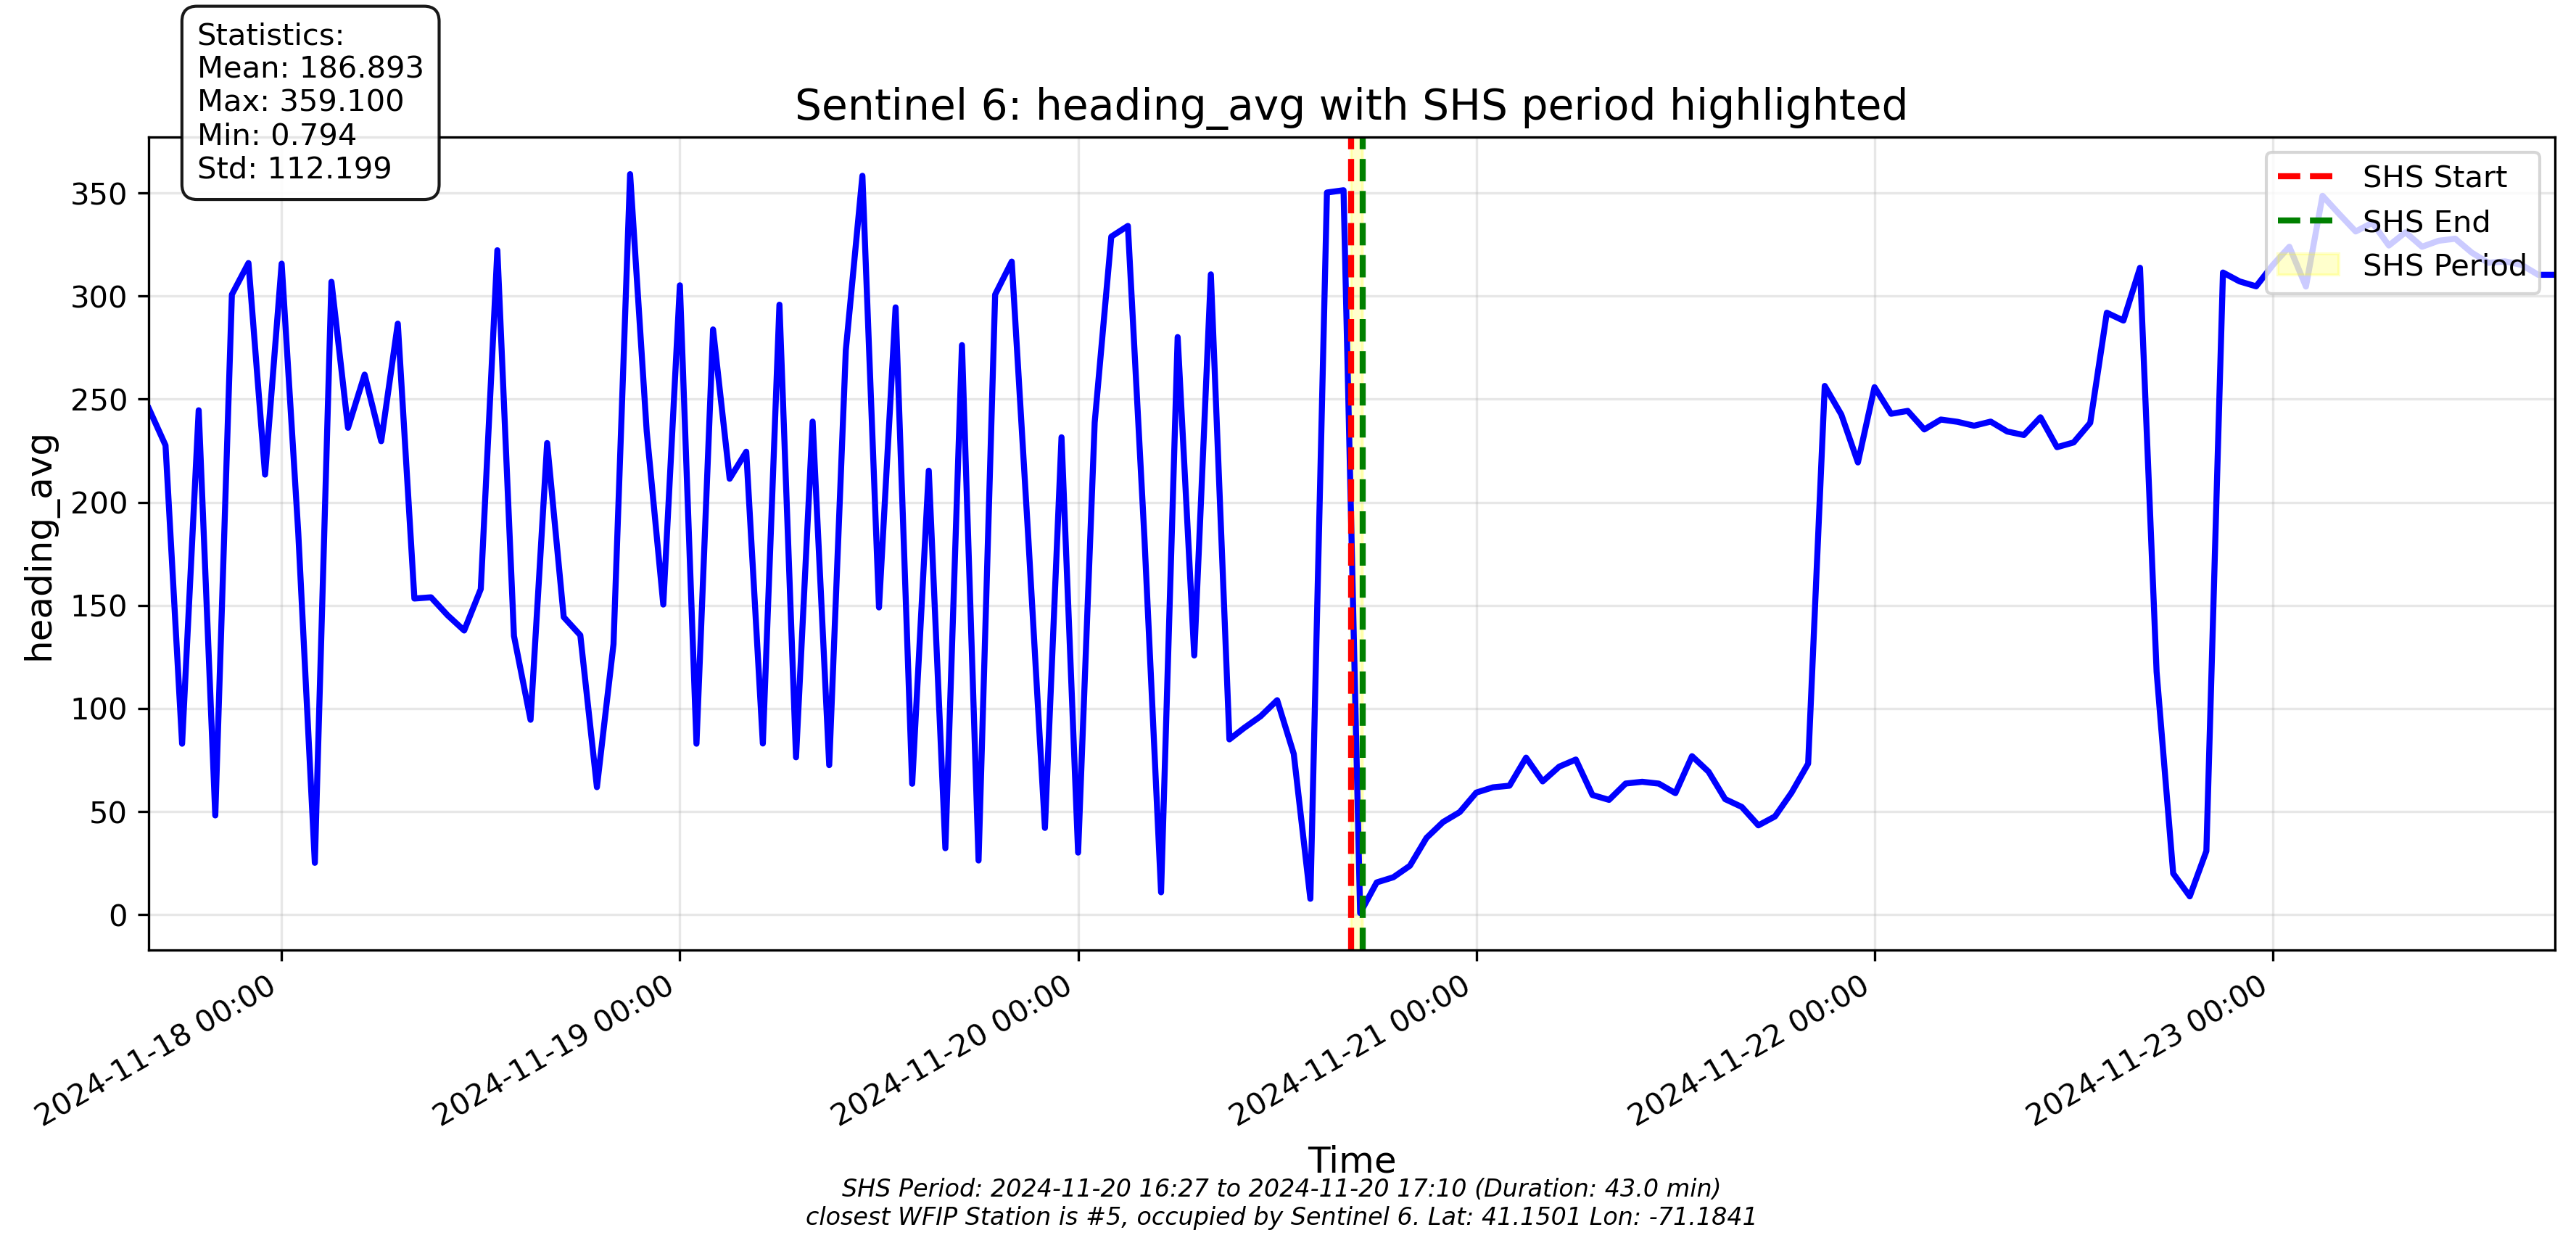 Statistics:
Mean: 186.893
Max: 359.100
Min: 0.794
Std: 112.199
Sentinel 6: heading_avg with SHS period highlighted
SHS Start
SHS End
SHS Period
350
300
250
200
150
100
50
0
heading_avg
2024-11-18 00:00
2024-11-19 00:00
2024-11-20 00:00
2024-11-21 00:00
2024-11-22 00:00
2024-11-23 00:00
Time
SHS Period: 2024-11-20 16:27 to 2024-11-20 17:10 (Duration: 43.0 min)
closest WFIP Station is #5, occupied by Sentinel 6. Lat: 41.1501 Lon: -71.1841